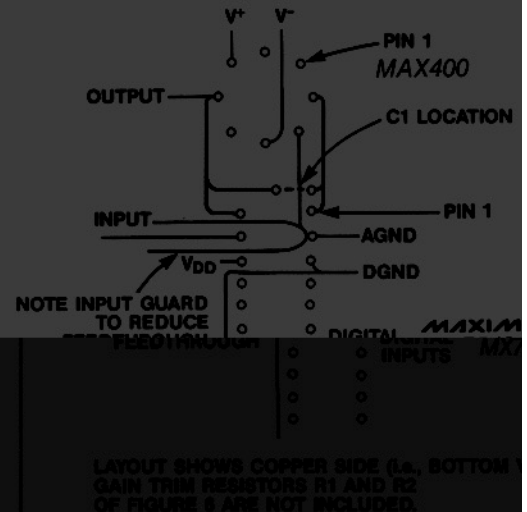 V+ V-
PIN 1
MAX400
OUTPUT
C1 LOCATION
INPUT
PIN 1
AGND
VDD
DGND
NOTE INPUT GUARD
TO REDUCE
FEEDTHROUGH
DIGITAL
INPUTS
MAXIM
LAYOUT SHOWS COPPER SIDE (i.e., BOTTOM
GAIN TRIM RESISTORS R1 AND R2
OF FIGURE 6 ARE NOT INCLUDED.